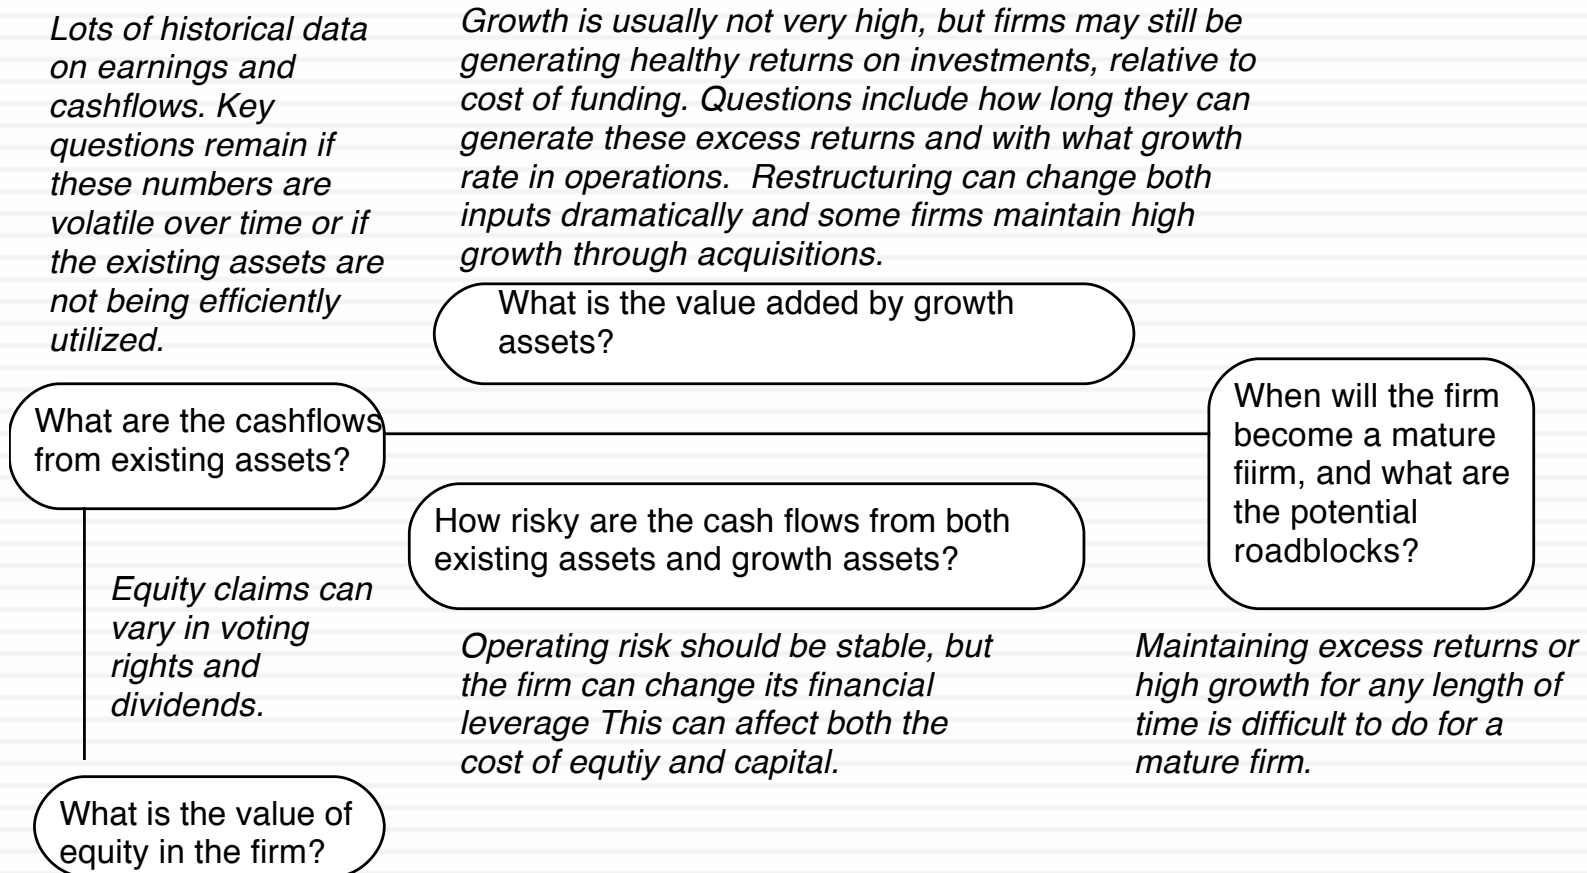 Lots of historical data
on earnings and
cashflows. Key
questions remain if
these numbers are
volatile over time or if
the existing assets are
not being efficiently
utilized.
Growth is usually not very high, but firms may still be
generating healthy returns on investments, relative to
cost of funding. Questions include how long they can
generate these excess returns and with what growth
rate in operations.  Restructuring can change both
inputs dramatically and some firms maintain high
growth through acquisitions.
What is the value added by growth
assets?
What are the cashflows
from existing assets?
When will the firm
become a mature
fiirm, and what are
the potential
roadblocks?
How risky are the cash flows from both
existing assets and growth assets?
Equity claims can
vary in voting
rights and
dividends.
Operating risk should be stable, but
the firm can change its financial
leverage This can affect both the
cost of equtiy and capital.
Maintaining excess returns or
high growth for any length of
time is difficult to do for a
mature firm.
What is the value of
equity in the firm?